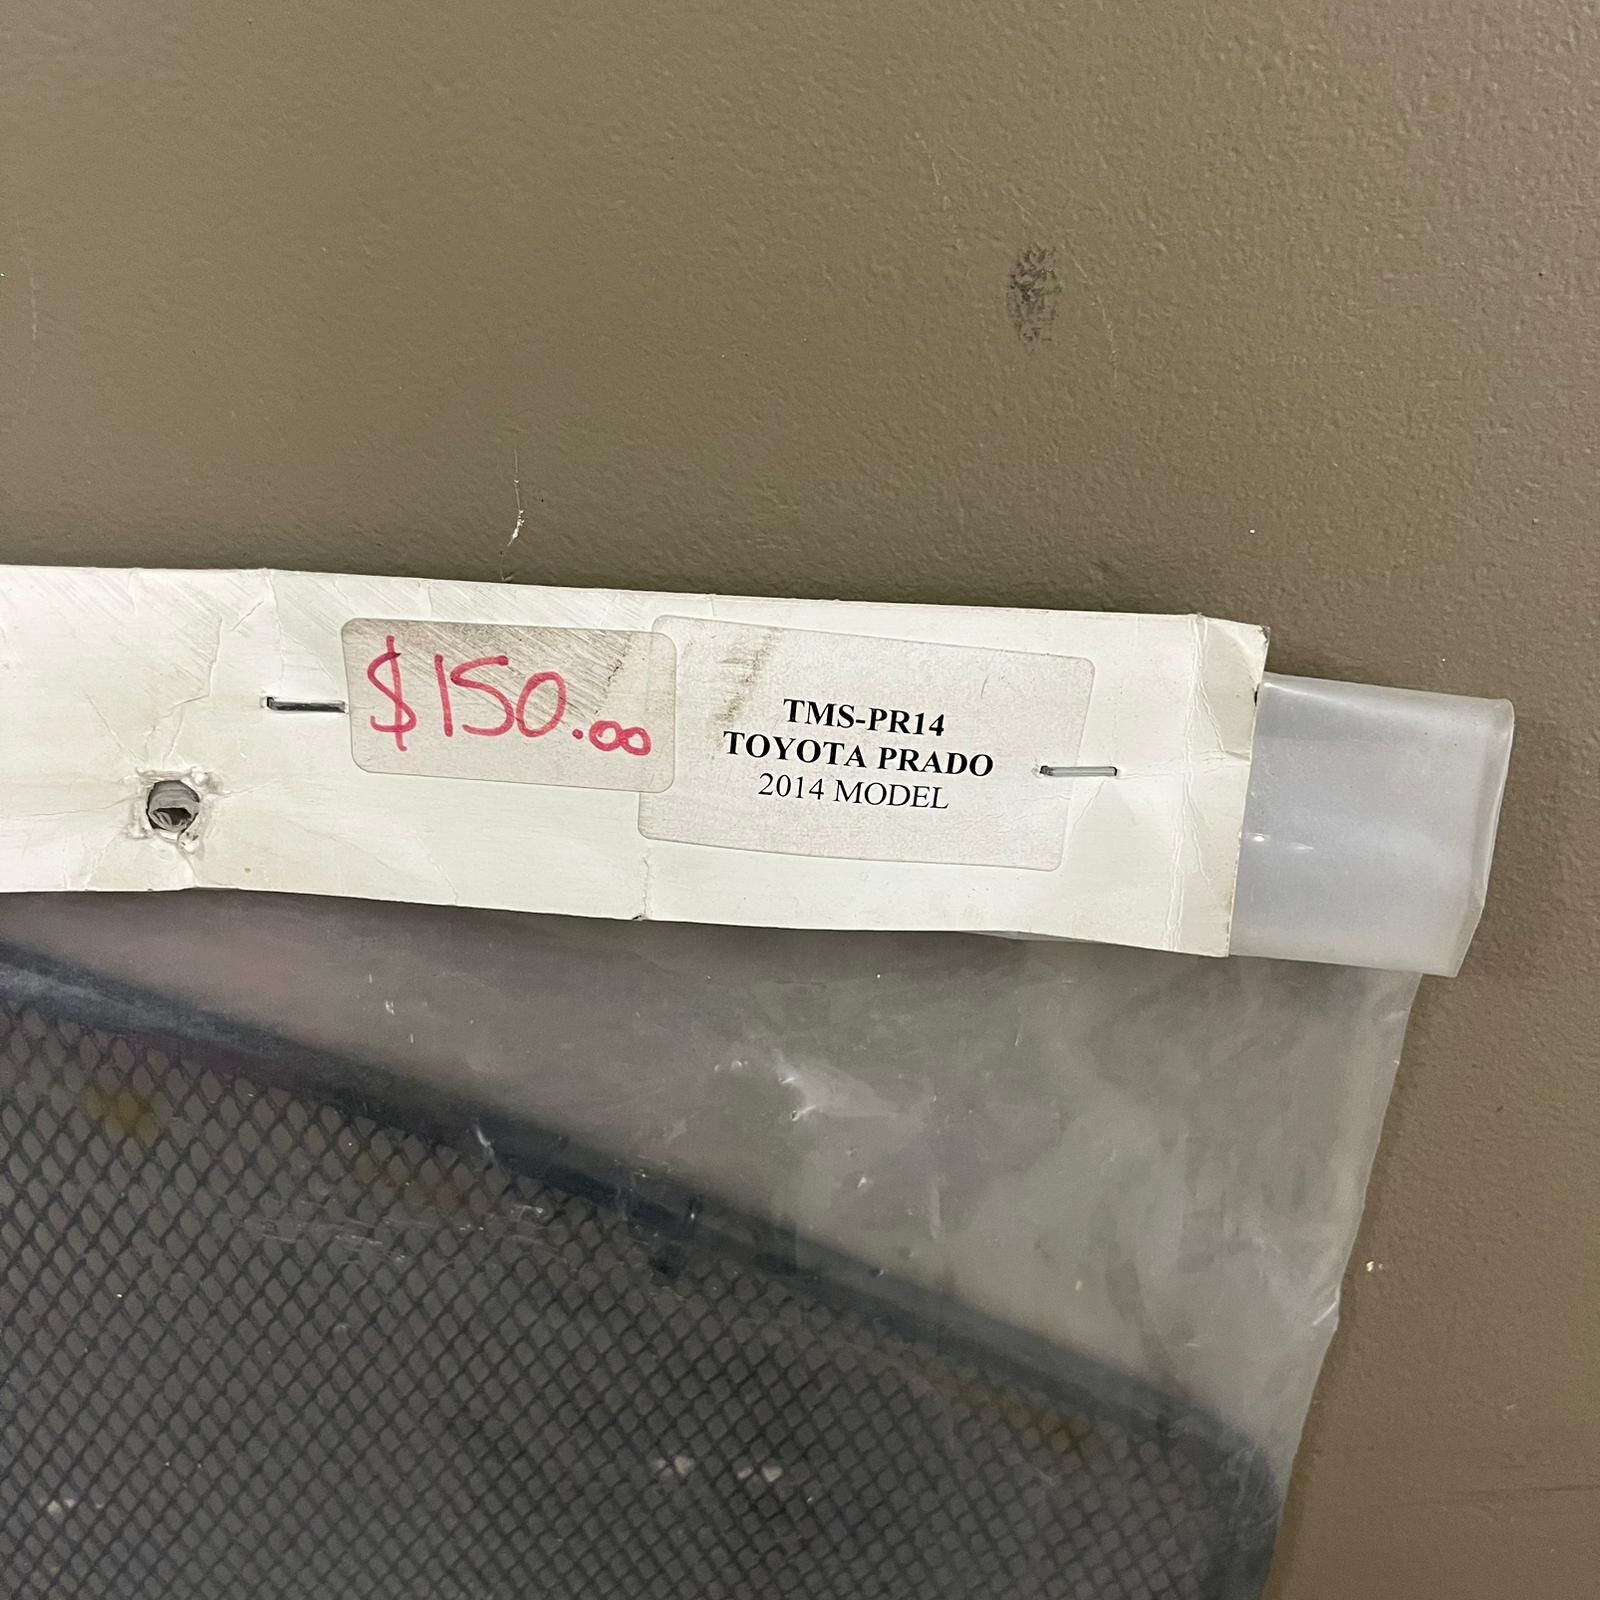 $150.00
TMS-PR14
TOYOTA PRADO
2014 MODEL